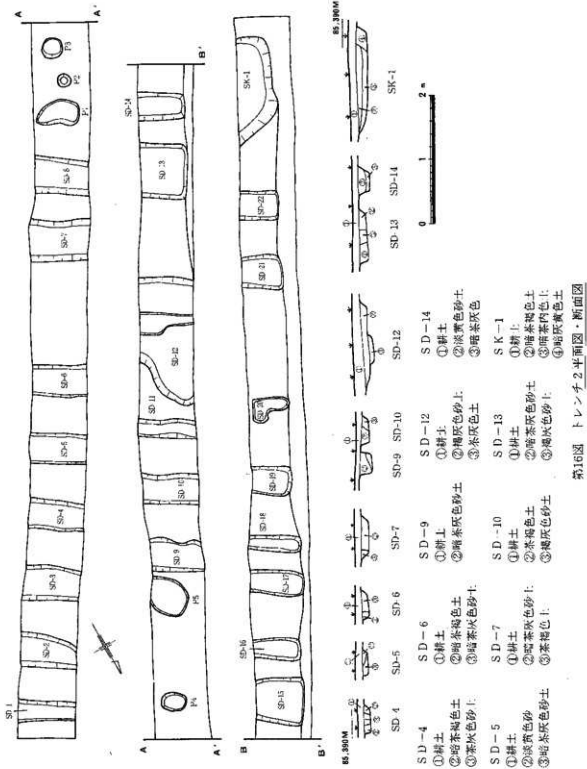 A
A'
P3
P2
P1
SD-8
SD-7
SD-6
SD-5
SD-4
SD-3
SD-2
SD-1
B'
SD-14
SD-13
SD-12
SD-11
SD-10
SD-9
P5
P4
A
A'
B
SK-1
SD-22
SD-21
SD-20
SD-19
SD-18
SD-17
SD-16
SD-15
B
B'
85,390M
SD-4
SD-5
SD-6
SD-7
SD-9
SD-10
SD-12
SD-13
SD-14
85,390M
SK-1
0
1
2 m
SD-4
①耕土
②暗茶褐色土
③茶灰色砂土
SD-5
①耕土
②淡黄色砂
③暗茶灰色砂土
SD-6
①耕土
②暗茶褐色土
③暗茶灰色砂土
SD-7
①耕土
②暗茶灰色砂土
③茶褐色土
SD-9
①耕土
②暗茶灰色砂土
SD-10
①耕土
②茶褐色土
③褐灰色砂土
SD-12
①耕土
②褐灰色砂土
③茶灰色土
SD-13
①耕土
②暗茶灰色砂土
③褐灰色砂土
SD-14
①耕土
②淡黄色砂土
③暗茶灰色
SK-1
①耕土
②暗茶褐色土
③暗茶内色土
④暗灰黄色土
第16図 トレンチ2平面図・断面図